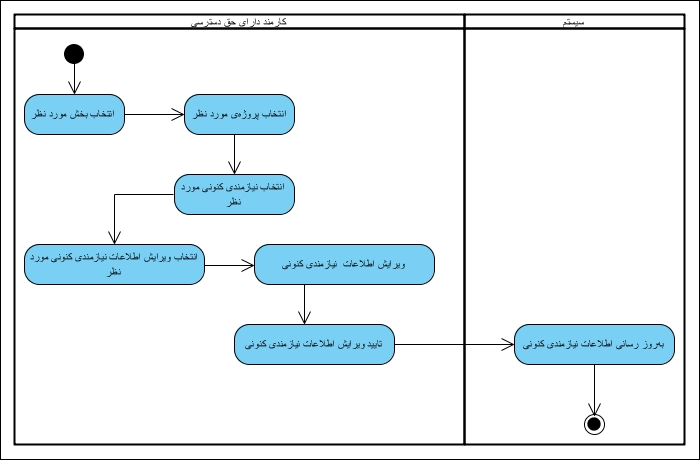 کارمند دارای حق دسترسی
سیستم
انتخاب بخش مورد نظر
انتخاب پروژه‌ی مورد نظر
انتخاب نیازمندی کنونی مورد
نظر
انتخاب ویرایش اطلاعات نیازمندی کنونی مورد
نظر
ویرایش اطلاعات نیازمندی کنونی
تایید ویرایش اطلاعات نیازمندی کنونی
به‌روز رسانی اطلاعات نیازمندی کنونی